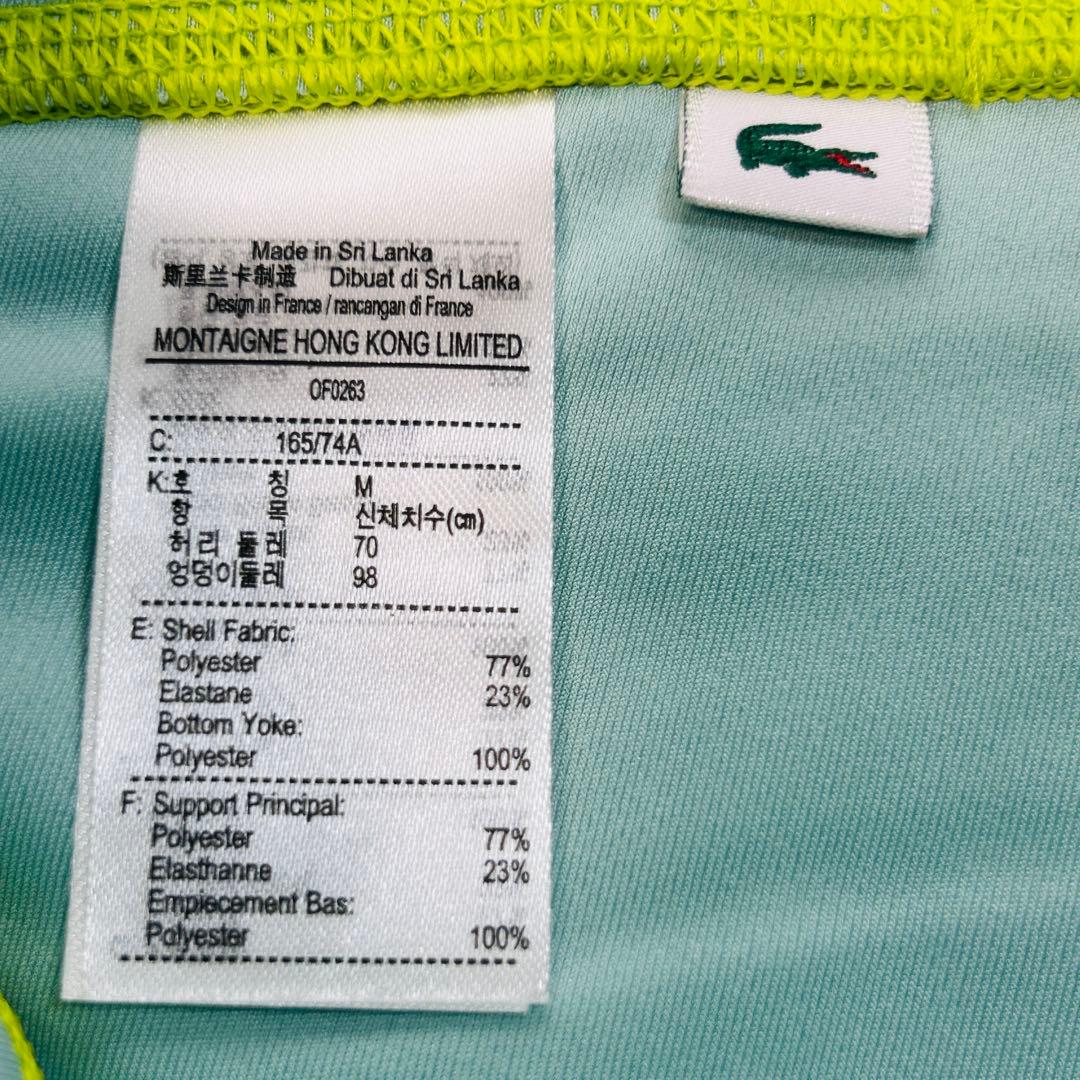 Made in Sri Lanka
斯里兰卡制造 Dibuat di Sri Lanka
Design in France / rancangan di France
MONTAIGNE HONG KONG LIMITED
OF0263
C: 165/74A
K: 호 칭 M
항 목 신체치수(㎝)
허리 둘레 70
엉덩이둘레 98
E: Shell Fabric:
Polyester 77%
Elastane 23%
Bottom Yoke:
Polyester 100%
F: Support Principal:
Polyester 77%
Elasthanne 23%
Empiecement Bas:
Polyester 100%